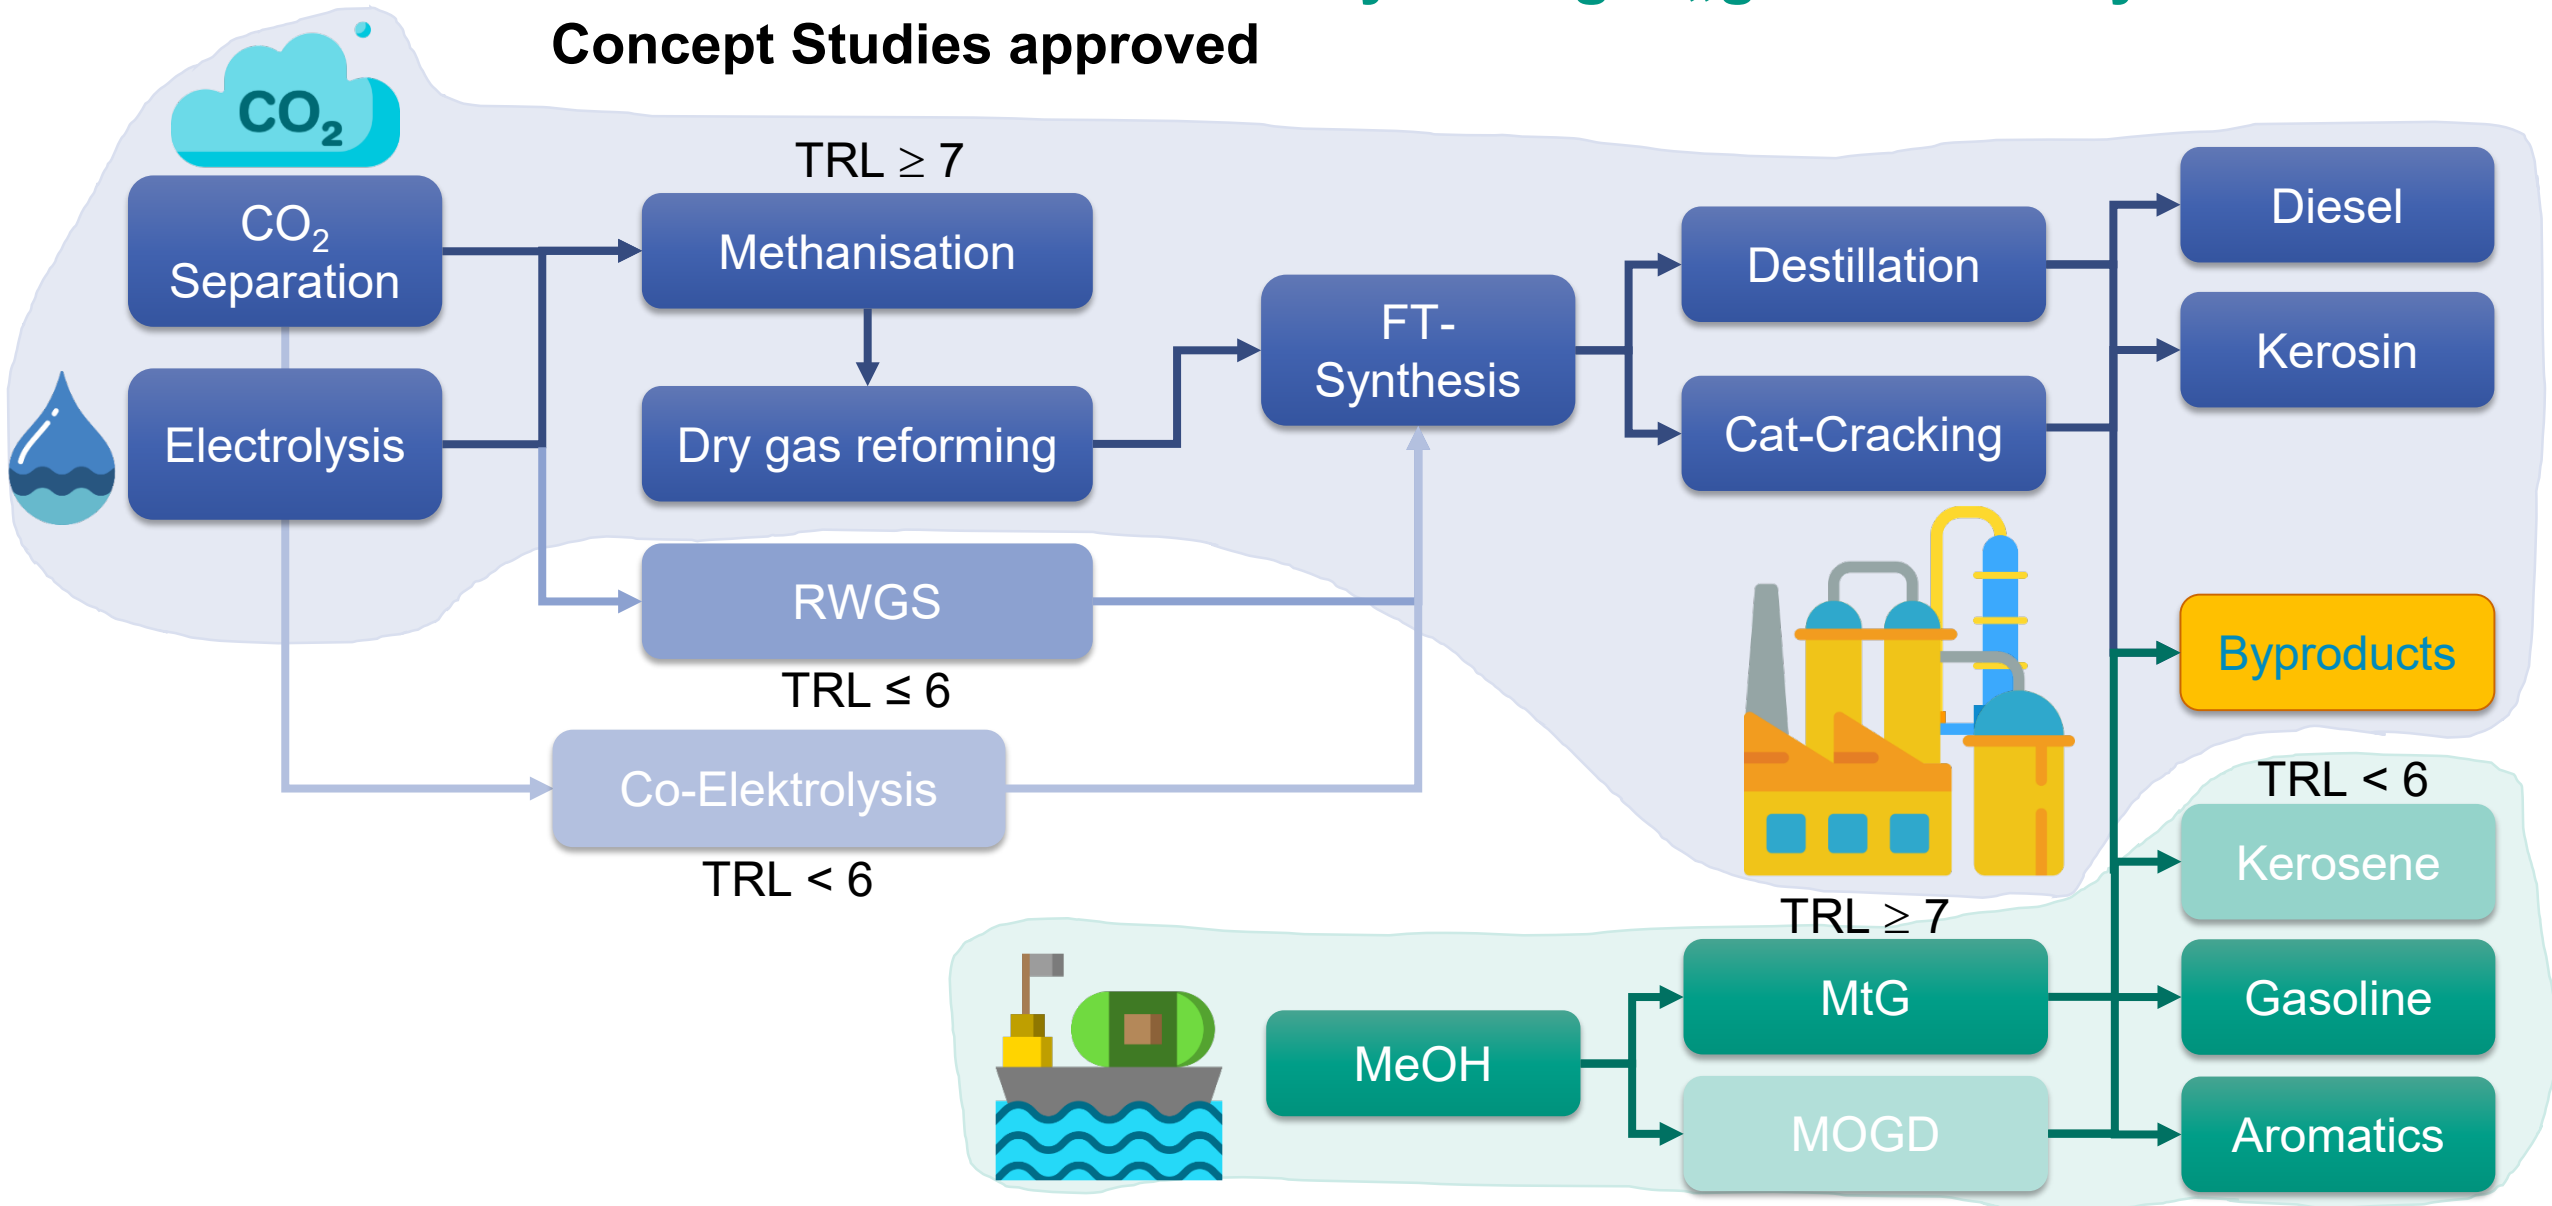 Concept Studies approved
CO2
CO2
Separation
Electrolysis
TRL ≥ 7
Methanisation
Dry gas reforming
RWGS
TRL ≤ 6
Co-Elektrolysis
TRL < 6
FT-
Synthesis
Destillation
Cat-Cracking
Diesel
Kerosin
Byproducts
TRL < 6
Kerosene
TRL ≥ 7
MeOH
MtG
MOGD
Gasoline
Aromatics